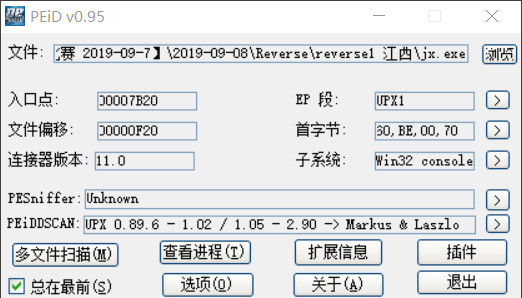 PEiD v0.95
文件: 赛 2019-09-7】\2019-09-08\Reverse\reverse1 江西\jx.exe 浏览
入口点: 00007B20 EP 段: UPX1 >
文件偏移: 00000F20 首字节: 60,BE,00,70 >
连接器版本: 11.0 子系统: Win32 console >
PESniffer: Unknown >
PEiDDSCAN: UPX 0.89.6 - 1.02 / 1.05 - 2.90 -> Markus & Laszlo >
多文件扫描(M) 查看进程(T) 扩展信息 插件
总在最前(S) 选项(O) 关于(A) 退出